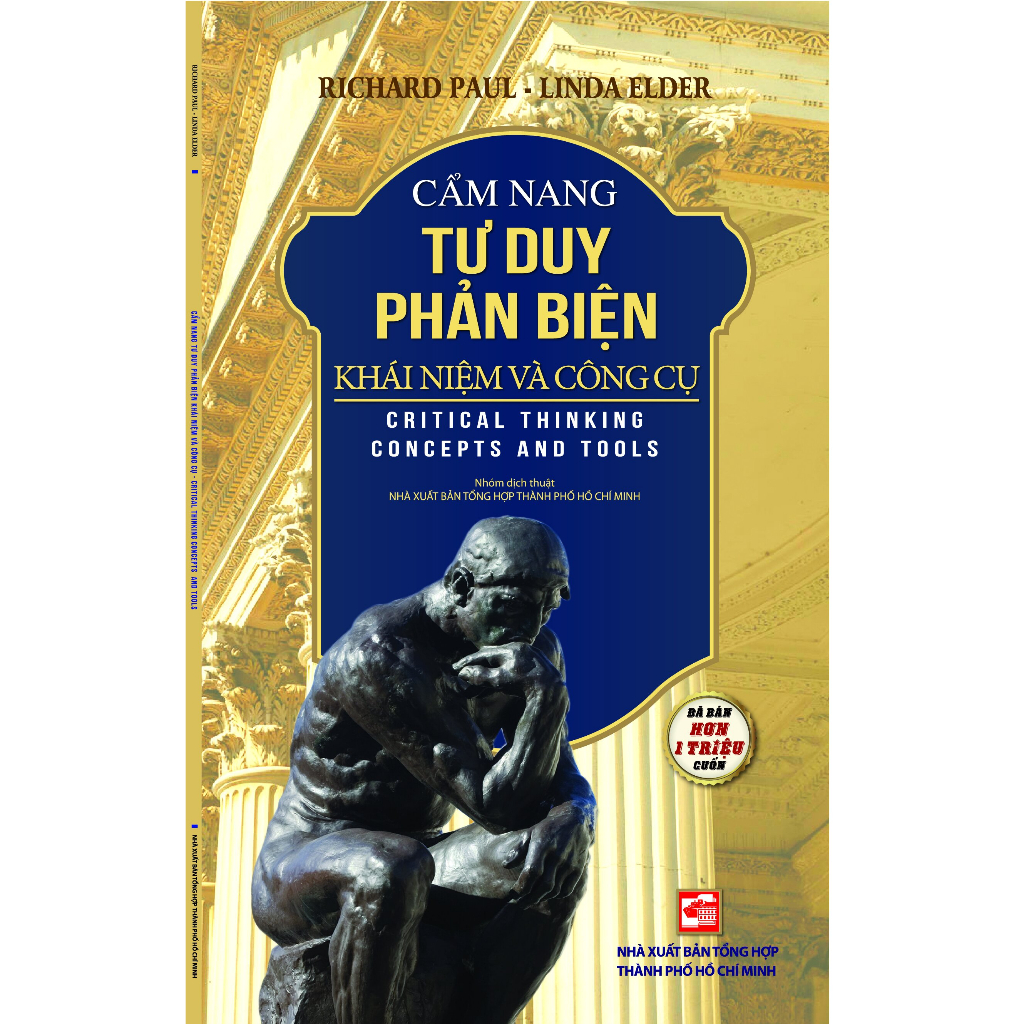 RICHARD PAUL - LINDA ELDER
CẨM NANG
TƯ DUY
PHẢN BIỆN
KHÁI NIỆM VÀ CÔNG CỤ
CRITICAL THINKING
CONCEPTS AND TOOLS
Nhóm dịch thuật
NHÀ XUẤT BẢN TỔNG HỢP THÀNH PHỐ HỒ CHÍ MINH
ĐÃ BÁN
HƠN
1 TRIỆU
CUỐN
NHÀ XUẤT BẢN TỔNG HỢP
THÀNH PHỐ HỒ CHÍ MINH
RICHARD PAUL - LINDA ELDER
CẨM NANG TƯ DUY PHẢN BIỆN KHÁI NIỆM VÀ CÔNG CỤ - CRITICAL THINKING CONCEPTS AND TOOLS
NHÀ XUẤT BẢN TỔNG HỢP THÀNH PHỐ HỒ CHÍ MINH